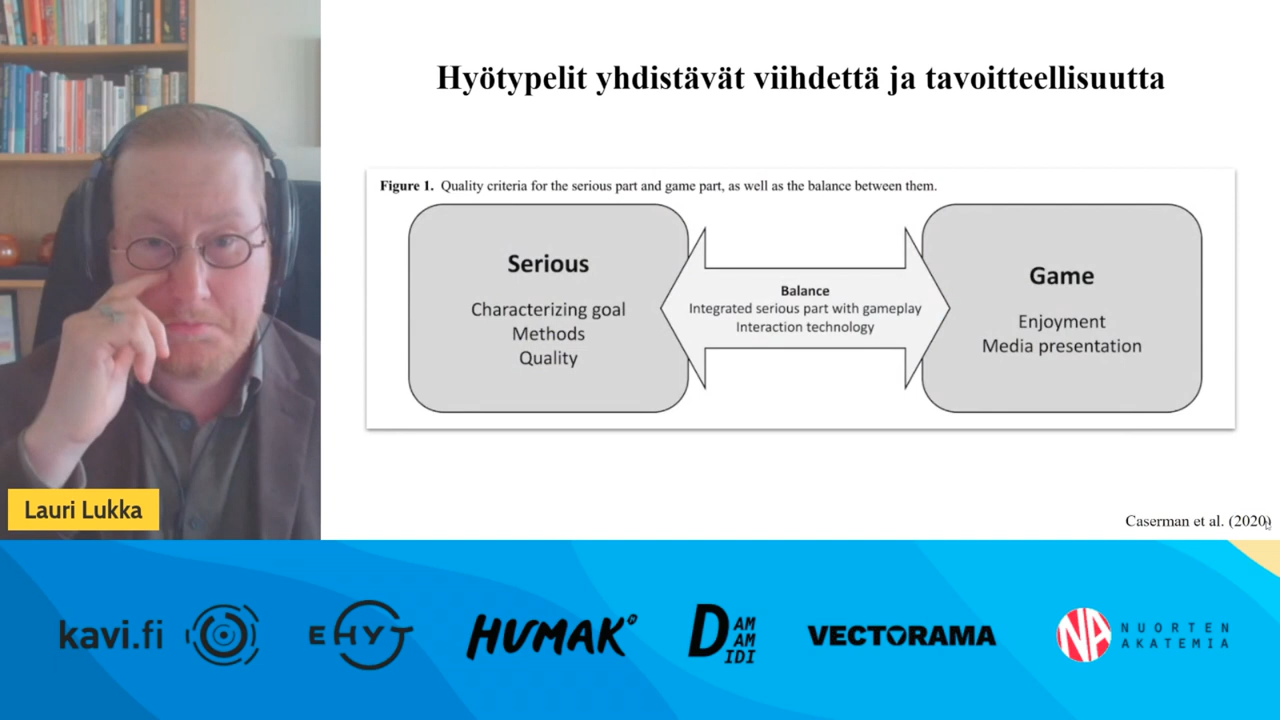 Hyötypelit yhdistävät viihdettä ja tavoitteellisuutta
Figure 1. Quality criteria for the serious part and game part, as well as the balance between them.
Serious
Characterizing goal
Methods
Quality
Balance
Integrated serious part with gameplay
Interaction technology
Game
Enjoyment
Media presentation
Caserman et al. (2020)
Lauri Lukka
kavi.fi
EHYT
HUMAK
DAM
AM
IDI
VECTORAMA
NA
NUORTEN
AKATEMIA